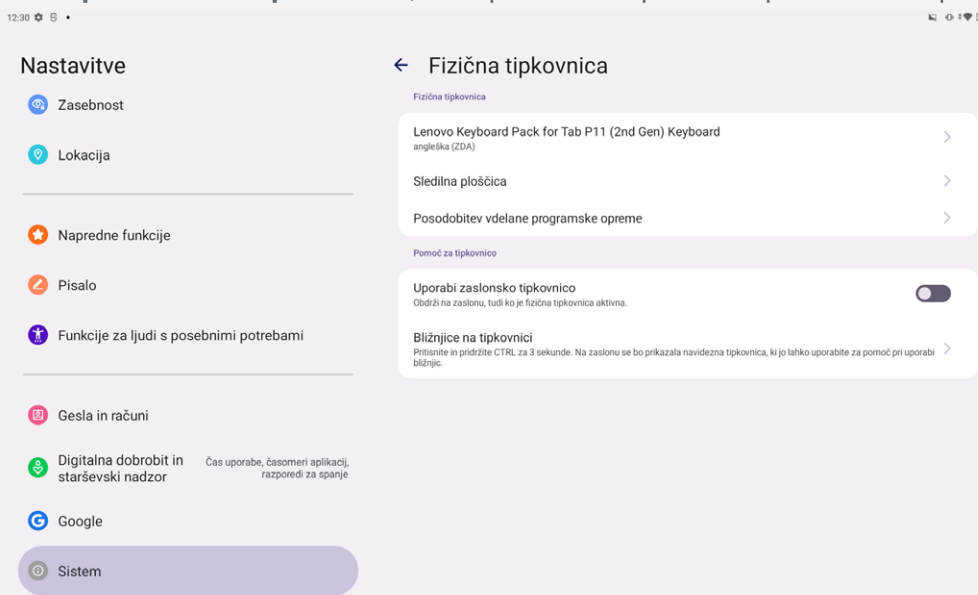 12:30
Nastavitve
Zasebnost
Lokacija
Napredne funkcije
Pisalo
Funkcije za ljudi s posebnimi potrebami
Gesla in računi
Digitalna dobrobit in
starševski nadzor
Čas uporabe, časomeri aplikacij,
razporedi za spanje
Google
Sistem
Fizična tipkovnica
Fizična tipkovnica
Lenovo Keyboard Pack for Tab P11 (2nd Gen) Keyboard
angleška (ZDA)
Sledilna ploščica
Posodobitev vdelane programske opreme
Pomoč za tipkovnico
Uporabi zaslonsko tipkovnico
Obdrži na zaslonu, tudi ko je fizična tipkovnica aktivna.
Bližnjice na tipkovnici
Pritisnite in pridržite CTRL za 3 sekunde. Na zaslonu se bo prikazala navidezna tipkovnica, ki jo lahko uporabite za pomoč pri uporabi
bližnjic.